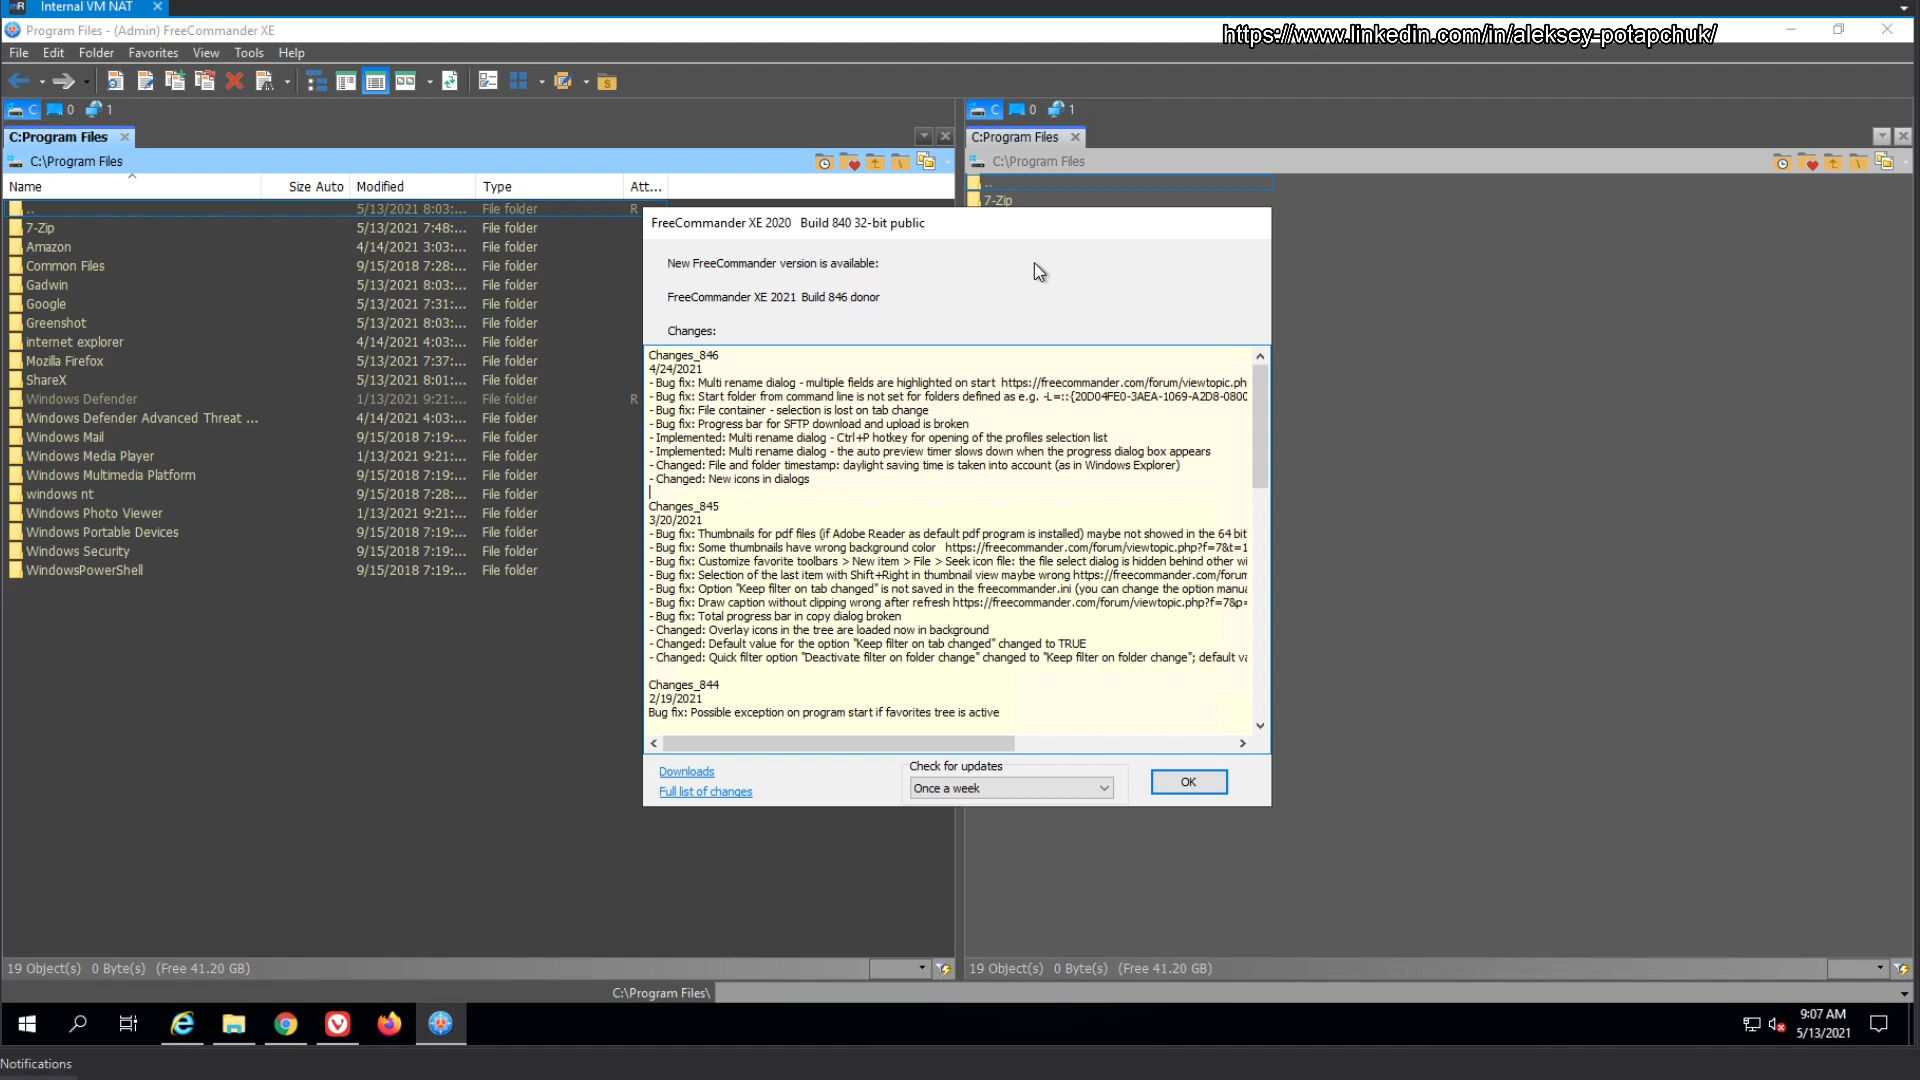 mR Internal VM NAT
Program Files - (Admin) FreeCommander XE
https://www.linkedin.com/in/aleksey-potapchuk/
File Edit Folder Favorites View Tools Help
S
C 0 1
C 0 1
C:Program Files
C:Program Files
C:\Program Files
C:\Program Files
Name Size Auto Modified Type Att...
.. 5/13/2021 8:03:... File folder R
7-Zip 5/13/2021 7:48:... File folder
Amazon 4/14/2021 3:03:... File folder
Common Files 9/15/2018 7:28:... File folder
Gadwin 5/13/2021 8:03:... File folder
Google 5/13/2021 7:31:... File folder
Greenshot 5/13/2021 8:03:... File folder
internet explorer 4/14/2021 4:03:... File folder
Mozilla Firefox 5/13/2021 7:37:... File folder
ShareX 5/13/2021 8:01:... File folder
Windows Defender 1/13/2021 9:21:... File folder R
Windows Defender Advanced Threat ... 4/14/2021 4:03:... File folder
Windows Mail 9/15/2018 7:19:... File folder
Windows Media Player 1/13/2021 9:21:... File folder
Windows Multimedia Platform 9/15/2018 7:19:... File folder
windows nt 9/15/2018 7:28:... File folder
Windows Photo Viewer 1/13/2021 9:21:... File folder
Windows Portable Devices 9/15/2018 7:19:... File folder
Windows Security 9/15/2018 7:19:... File folder
WindowsPowerShell 9/15/2018 7:19:... File folder
..
7-Zip
FreeCommander XE 2020 Build 840 32-bit public
New FreeCommander version is available:
FreeCommander XE 2021 Build 846 donor
Changes:
Changes_846
4/24/2021
- Bug fix: Multi rename dialog - multiple fields are highlighted on start https://freecommander.com/forum/viewtopic.ph
- Bug fix: Start folder from command line is not set for folders defined as e.g. -L=::{20D04FE0-3AEA-1069-A2D8-0800
- Bug fix: File container - selection is lost on tab change
- Bug fix: Progress bar for SFTP download and upload is broken
- Implemented: Multi rename dialog - Ctrl+P hotkey for opening of the profiles selection list
- Implemented: Multi rename dialog - the auto preview timer slows down when the progress dialog box appears
- Changed: File and folder timestamp: daylight saving time is taken into account (as in Windows Explorer)
- Changed: New icons in dialogs
Changes_845
3/20/2021
- Bug fix: Thumbnails for pdf files (if Adobe Reader as default pdf program is installed) maybe not showed in the 64 bit
- Bug fix: Some thumbnails have wrong background color https://freecommander.com/forum/viewtopic.php?f=7&t=1
- Bug fix: Customize favorite toolbars > New item > File > Seek icon file: the file select dialog is hidden behind other wi
- Bug fix: Selection of the last item with Shift+Right in thumbnail view maybe wrong https://freecommander.com/forum
- Bug fix: Option "Keep filter on tab changed" is not saved in the freecommander.ini (you can change the option manua
- Bug fix: Draw caption without clipping wrong after refresh https://freecommander.com/forum/viewtopic.php?f=7&p=
- Bug fix: Total progress bar in copy dialog broken
- Changed: Overlay icons in the tree are loaded now in background
- Changed: Default value for the option "Keep filter on tab changed" changed to TRUE
- Changed: Quick filter option "Deactivate filter on folder change" changed to "Keep filter on folder change"; default va
Changes_844
2/19/2021
Bug fix: Possible exception on program start if favorites tree is active
Downloads
Full list of changes
Check for updates
Once a week
OK
19 Object(s) 0 Byte(s) (Free 41.20 GB)
19 Object(s) 0 Byte(s) (Free 41.20 GB)
C:\Program Files\
9:07 AM
5/13/2021
Notifications